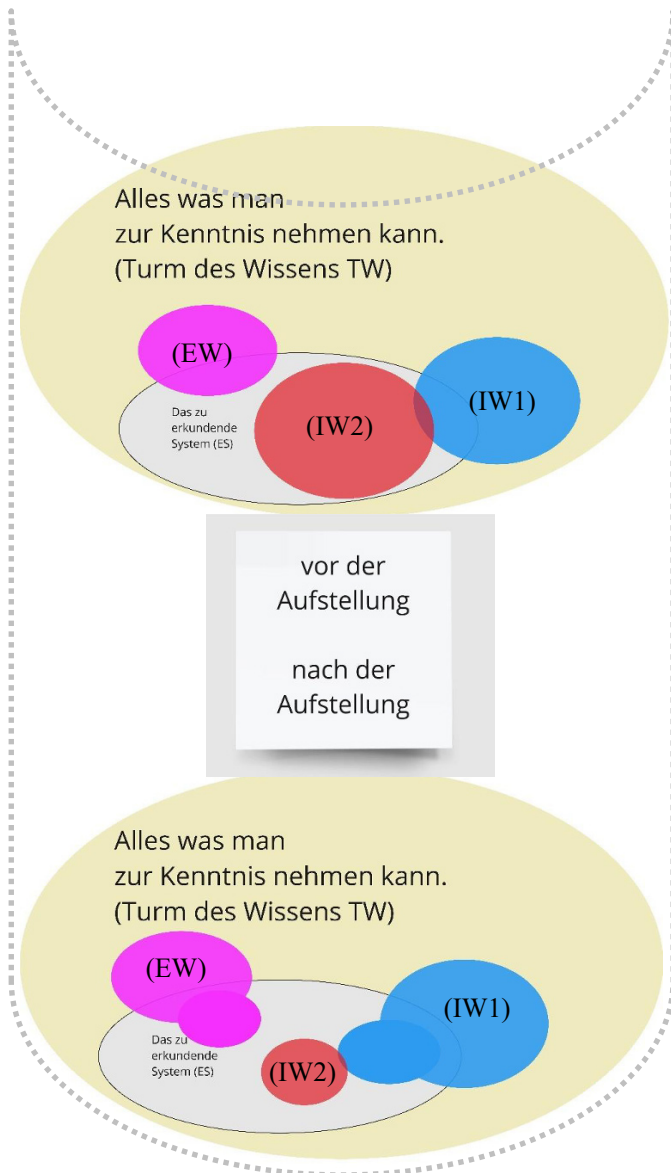 Alles was man
zur Kenntnis nehmen kann.
(Turm des Wissens TW)
(EW)
(IW1)
(IW2)
Das zu
erkundende
System (ES)
vor der
Aufstellung
nach der
Aufstellung
Alles was man
zur Kenntnis nehmen kann.
(Turm des Wissens TW)
(EW)
(IW1)
Das zu
erkundende
System (ES)
(IW2)